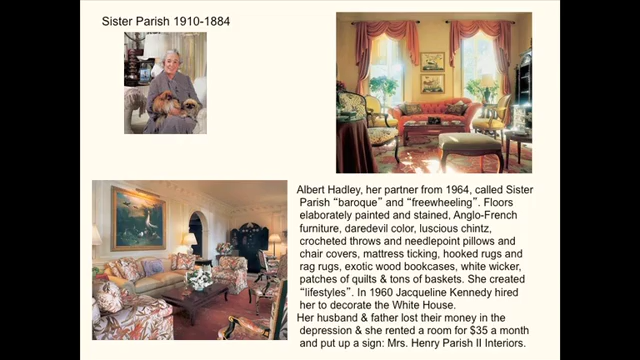 Sister Parish 1910-1884
Albert Hadley, her partner from 1964, called Sister
Parish “baroque” and “freewheeling”. Floors
elaborately painted and stained, Anglo-French
furniture, daredevil color, luscious chintz,
crocheted throws and needlepoint pillows and
chair covers, mattress ticking, hooked rugs and
rag rugs, exotic wood bookcases, white wicker,
patches of quilts & tons of baskets. She created
“lifestyles”. In 1960 Jacqueline Kennedy hired
her to decorate the White House.
Her husband & father lost their money in the
depression & she rented a room for $35 a month
and put up a sign: Mrs. Henry Parish II Interiors.